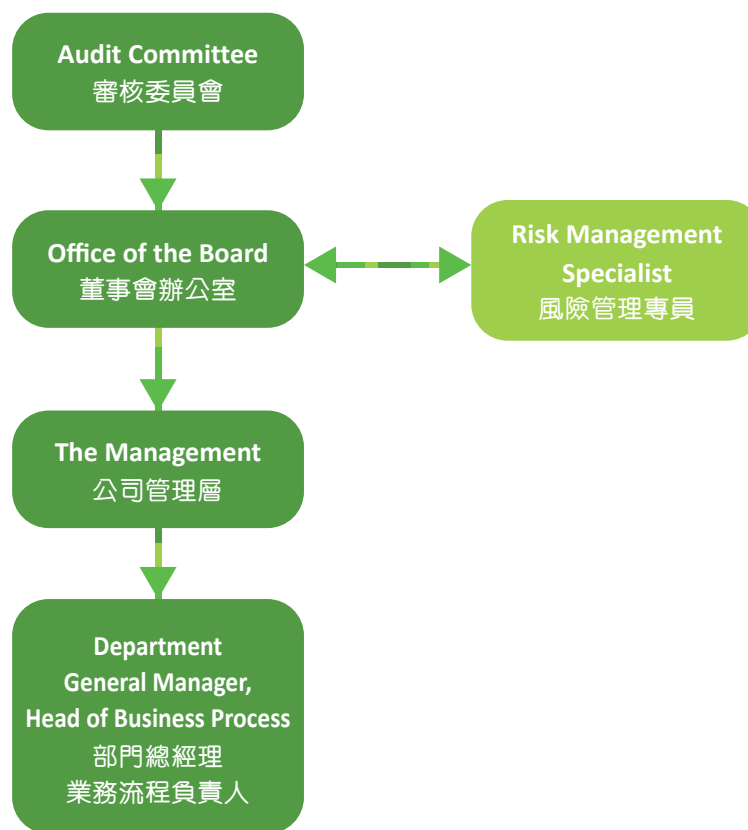 Audit Committee
審核委員會
Office of the Board
董事會辦公室
Risk Management
Specialist
風險管理專員
The Management
公司管理層
Department
General Manager,
Head of Business Process
部門總經理
業務流程負責人